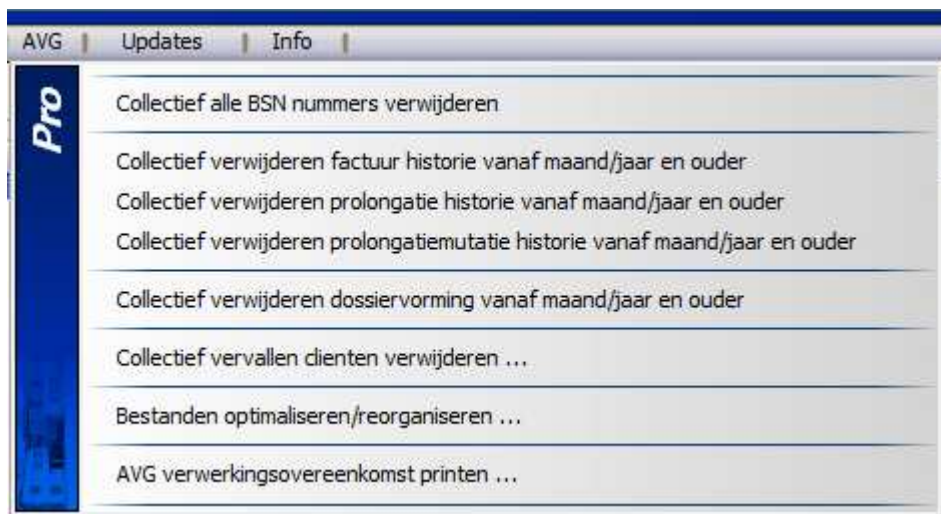 AVG Updates Info
Pro
Collectief alle BSN nummers verwijderen
Collectief verwijderen factuur historie vanaf maand/jaar en ouder
Collectief verwijderen prolongatie historie vanaf maand/jaar en ouder
Collectief verwijderen prolongatiemutatie historie vanaf maand/jaar en ouder
Collectief verwijderen dossiervorming vanaf maand/jaar en ouder
Collectief vervallen clienten verwijderen ...
Bestanden optimaliseren/reorganiseren ...
AVG verwerkingsovereenkomst printen ...